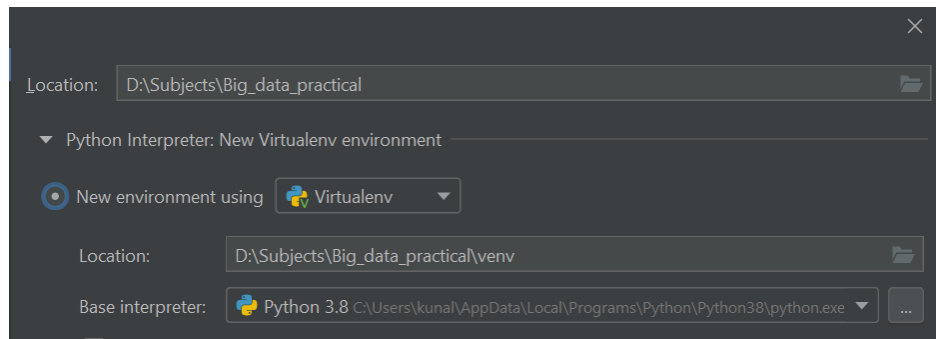 Location: D:\Subjects\Big_data_practical
Python Interpreter: New Virtualenv environment
New environment using Virtualenv
Location: D:\Subjects\Big_data_practical\venv
Base interpreter: Python 3.8 C:\Users\kunal\AppData\Local\Programs\Python\Python38\python.exe ...